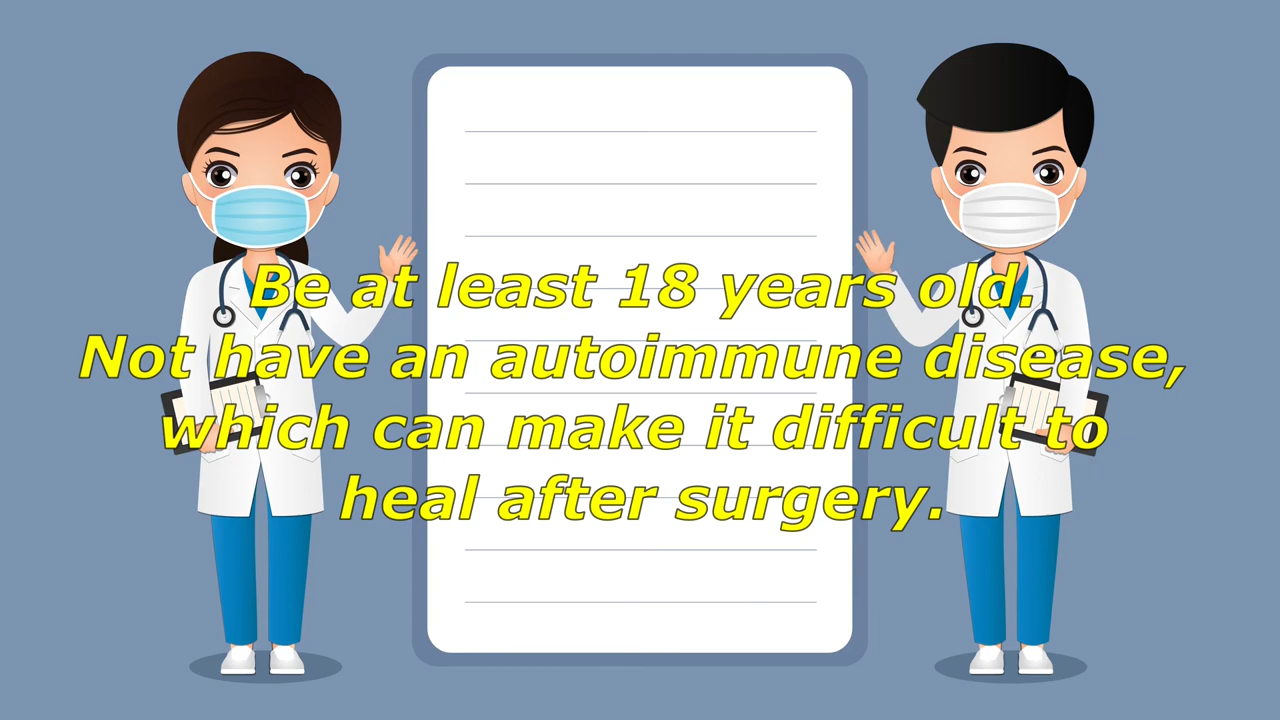 Be at least 18 years old.
Not have an autoimmune disease,
which can make it difficult to
heal after surgery.